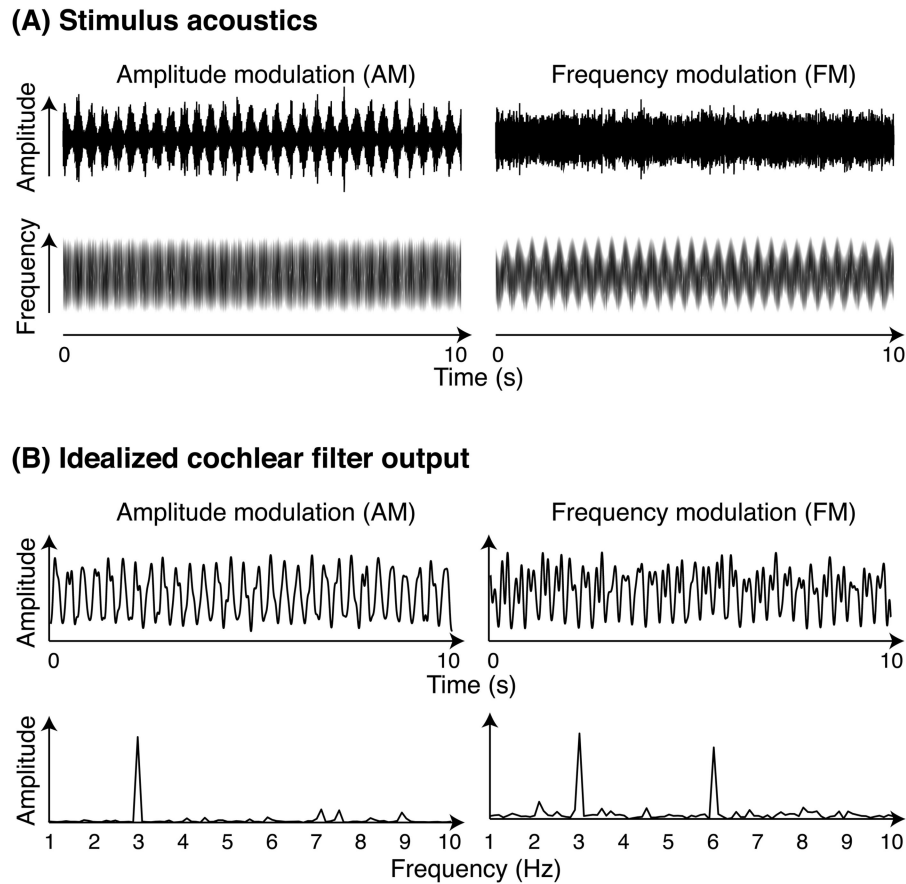 (A) Stimulus acoustics
Amplitude modulation (AM)
Frequency modulation (FM)
Amplitude
Frequency
0
10
0
10
Time (s)
(B) Idealized cochlear filter output
Amplitude modulation (AM)
Frequency modulation (FM)
Amplitude
0
10
0
10
Time (s)
Amplitude
1 2 3 4 5 6 7 8 9 10
1 2 3 4 5 6 7 8 9 10
Frequency (Hz)